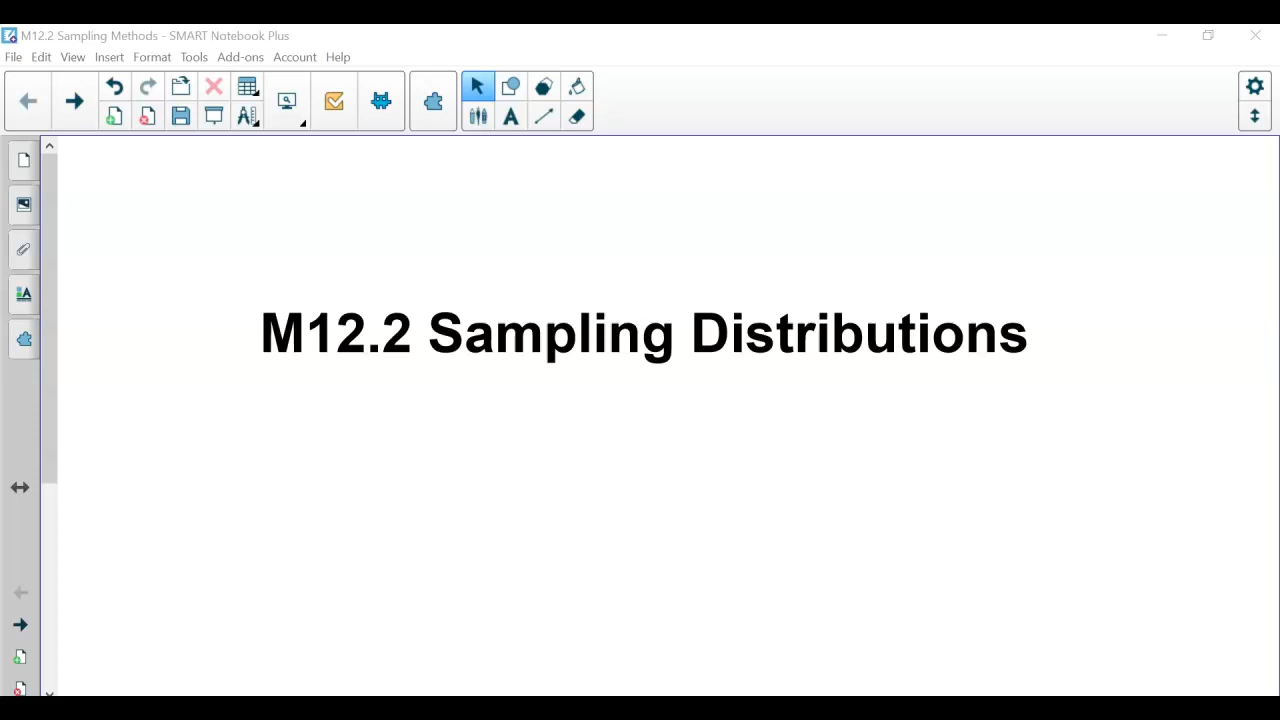 M12.2 Sampling Methods - SMART Notebook Plus
File Edit View Insert Format Tools Add-ons Account Help
M12.2 Sampling Distributions